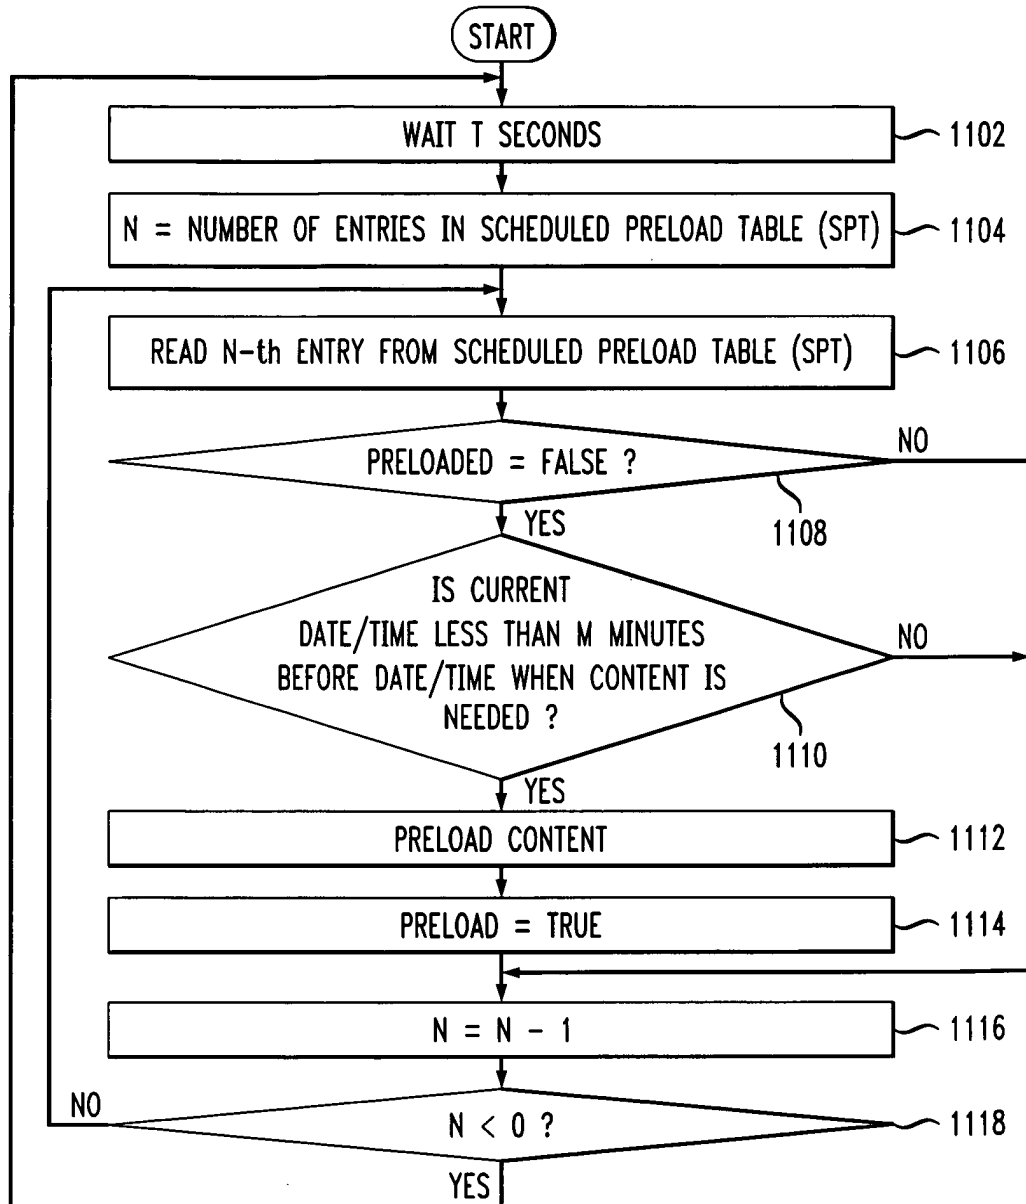 START
WAIT T SECONDS
1102
N = NUMBER OF ENTRIES IN SCHEDULED PRELOAD TABLE (SPT)
1104
READ N-th ENTRY FROM SCHEDULED PRELOAD TABLE (SPT)
1106
PRELOADED = FALSE ?
NO
1108
YES
IS CURRENT
DATE/TIME LESS THAN M MINUTES
BEFORE DATE/TIME WHEN CONTENT IS
NEEDED ?
NO
1110
YES
PRELOAD CONTENT
1112
PRELOAD = TRUE
1114
N = N - 1
1116
NO
N < 0 ?
1118
YES